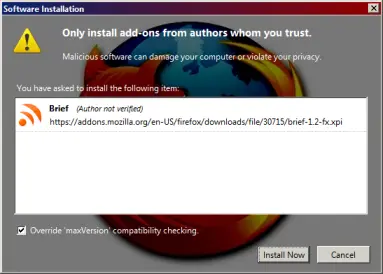 Software Installation
Only install add-ons from authors whom you trust.
Malicious software can damage your computer or violate your privacy.
You have asked to install the following item:
Brief (Author not verified)
https://addons.mozilla.org/en-US/firefox/downloads/file/30715/brief-1.2-fx.xpi
Override 'maxVersion' compatibility checking.
Install Now Cancel